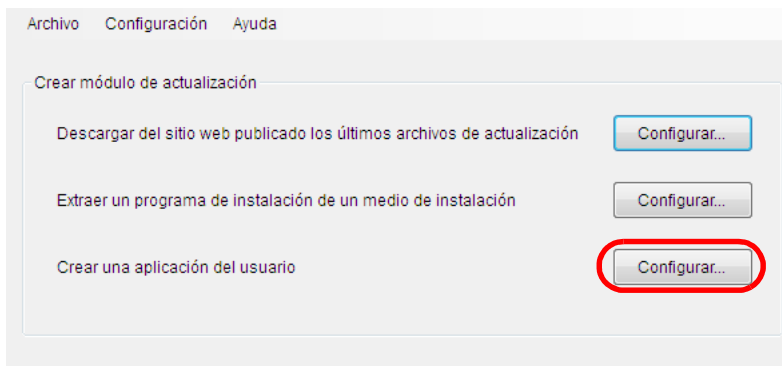 Archivo Configuración Ayuda
Crear módulo de actualización
Descargar del sitio web publicado los últimos archivos de actualización Configurar...
Extraer un programa de instalación de un medio de instalación Configurar...
Crear una aplicación del usuario Configurar...